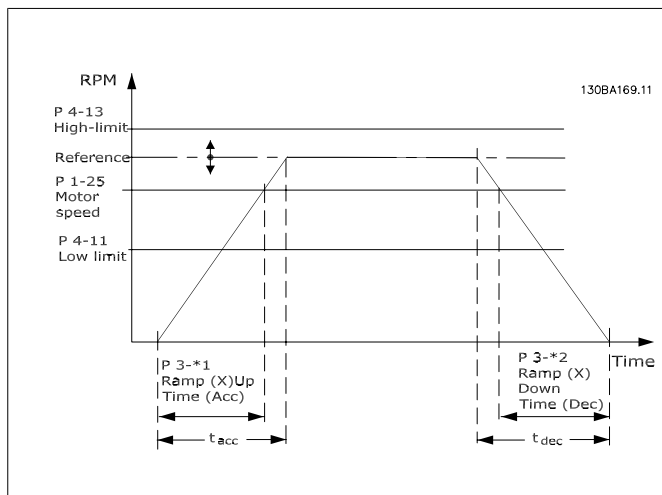 RPM
130BA169.11
P 4-13
High-limit
Reference
P 1-25
Motor
speed
P 4-11
Low limit
P 3-*1
Ramp (X)Up
Time (Acc)
P 3-*2
Ramp (X)
Down
Time (Dec)
Time
tacc
tdec